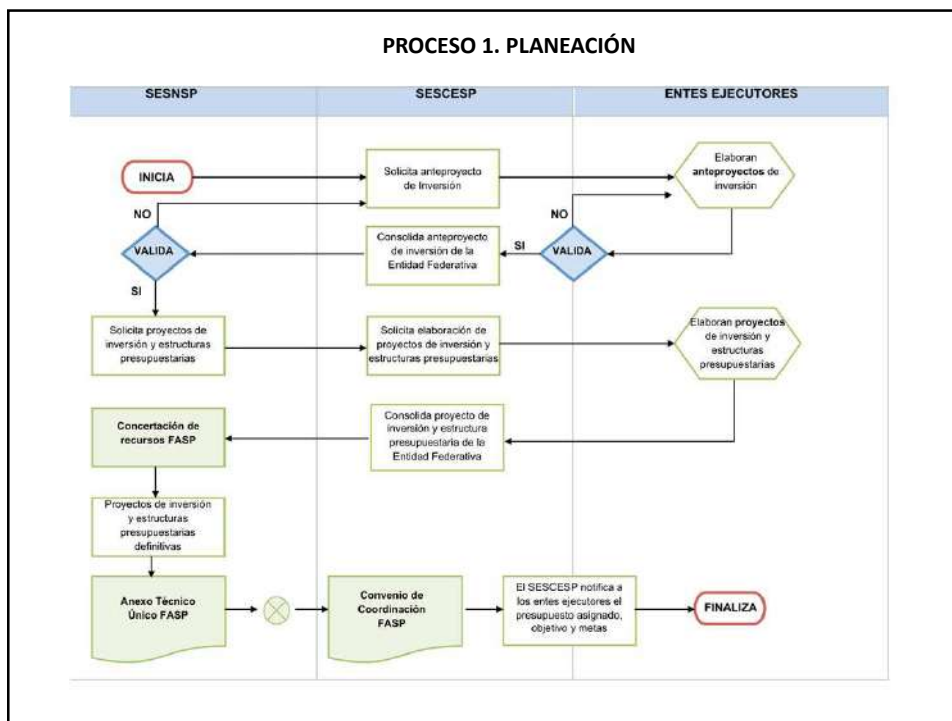 PROCESO 1. PLANEACIÓN
SESNSP
SESCESP
ENTES EJECUTORES
INICIA
Solicita anteproyecto
de Inversión
Elaboran
anteproyectos de
inversión
NO
NO
VALIDA
Consolida anteproyecto
de inversión de la
Entidad Federativa
SI
VALIDA
SI
Solicita proyectos de
inversión y estructuras
presupuestarias
Solicita elaboración de
proyectos de inversión y
estructuras presupuestarias
Elaboran proyectos
de inversión y
estructuras
presupuestarias
Concertación de
recursos FASP
Consolida proyecto de
inversión y estructura
presupuestaria de la
Entidad Federativa
Proyectos de inversión
y estructuras
presupuestarias
definitivas
Anexo Técnico
Único FASP
Convenio de
Coordinación
FASP
El SESCESP notifica a
los entes ejecutores el
presupuesto asignado,
objetivo y metas
FINALIZA